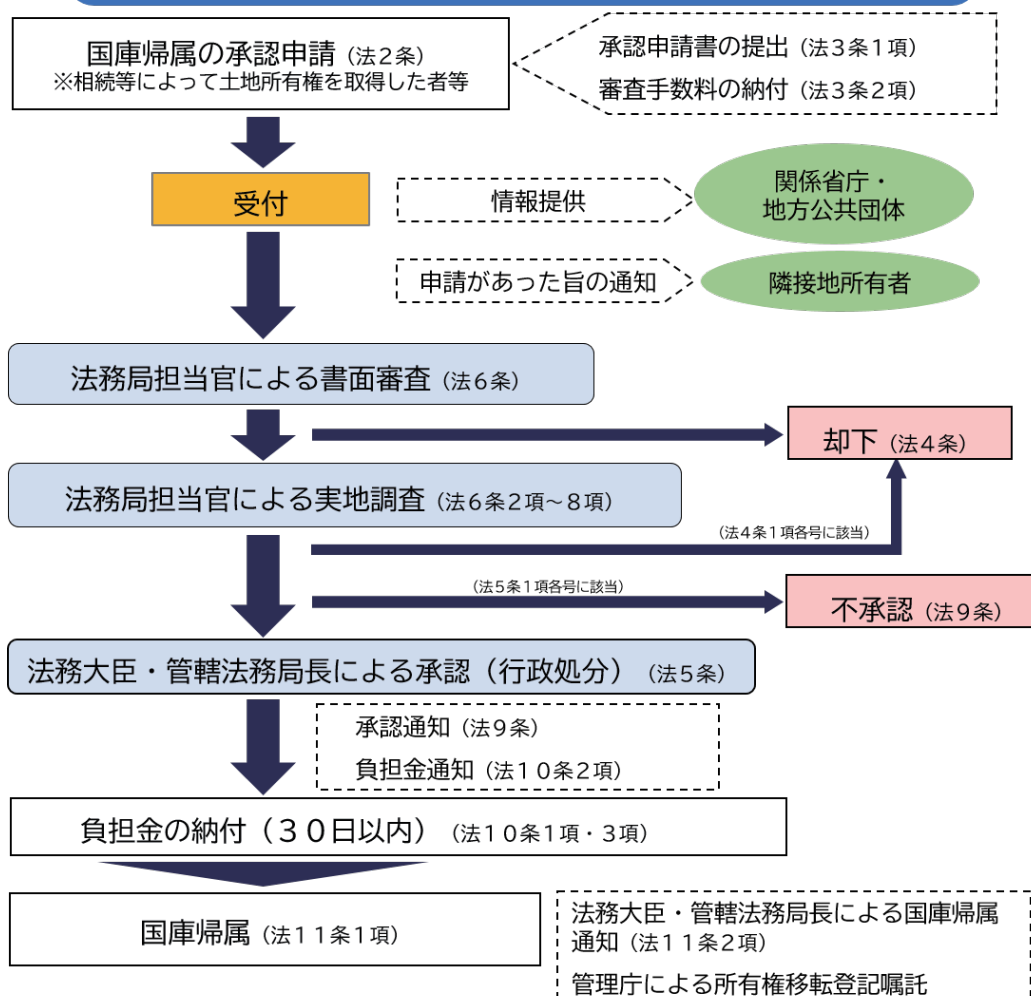 国庫帰属の承認申請（法2条）
※相続等によって土地所有権を取得した者等
承認申請書の提出（法3条1項）
審査手数料の納付（法3条2項）
受付
情報提供
関係省庁・
地方公共団体
申請があった旨の通知
隣接地所有者
法務局担当官による書面審査（法6条）
却下（法4条）
法務局担当官による実地調査（法6条2項～8項）
（法4条1項各号に該当）
（法5条1項各号に該当）
不承認（法9条）
法務大臣・管轄法務局長による承認（行政処分）（法5条）
承認通知（法9条）
負担金通知（法10条2項）
負担金の納付（30日以内）（法10条1項・3項）
国庫帰属（法11条1項）
法務大臣・管轄法務局長による国庫帰属
通知（法11条2項）
管理庁による所有権移転登記嘱託